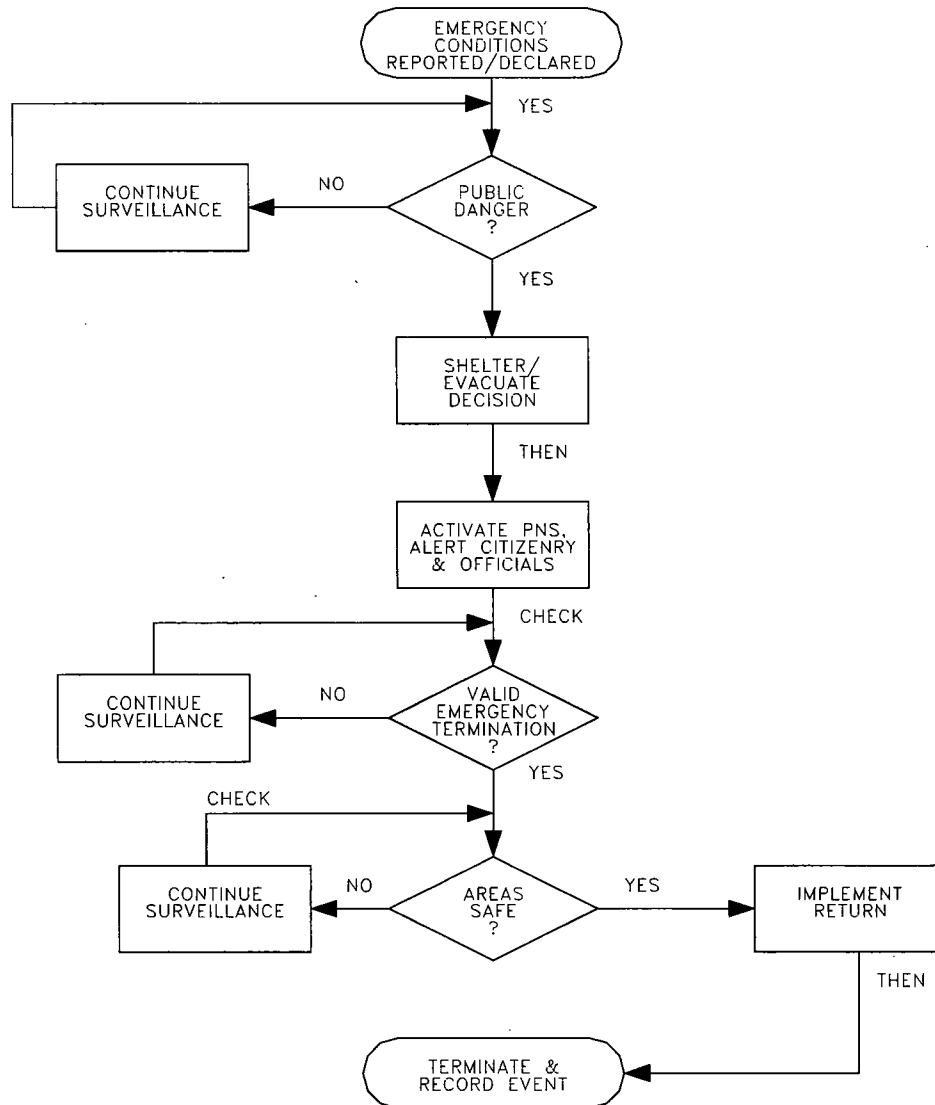 EMERGENCY
CONDITIONS
REPORTED/DECLARED
YES
CONTINUE
SURVEILLANCE
NO
PUBLIC
DANGER
?
YES
SHELTER/
EVACUATE
DECISION
THEN
ACTIVATE PNS,
ALERT CITIZENRY
& OFFICIALS
CHECK
CONTINUE
SURVEILLANCE
NO
VALID
EMERGENCY
TERMINATION
?
YES
CHECK
CONTINUE
SURVEILLANCE
NO
AREAS
SAFE
?
YES
IMPLEMENT
RETURN
THEN
TERMINATE &
RECORD EVENT